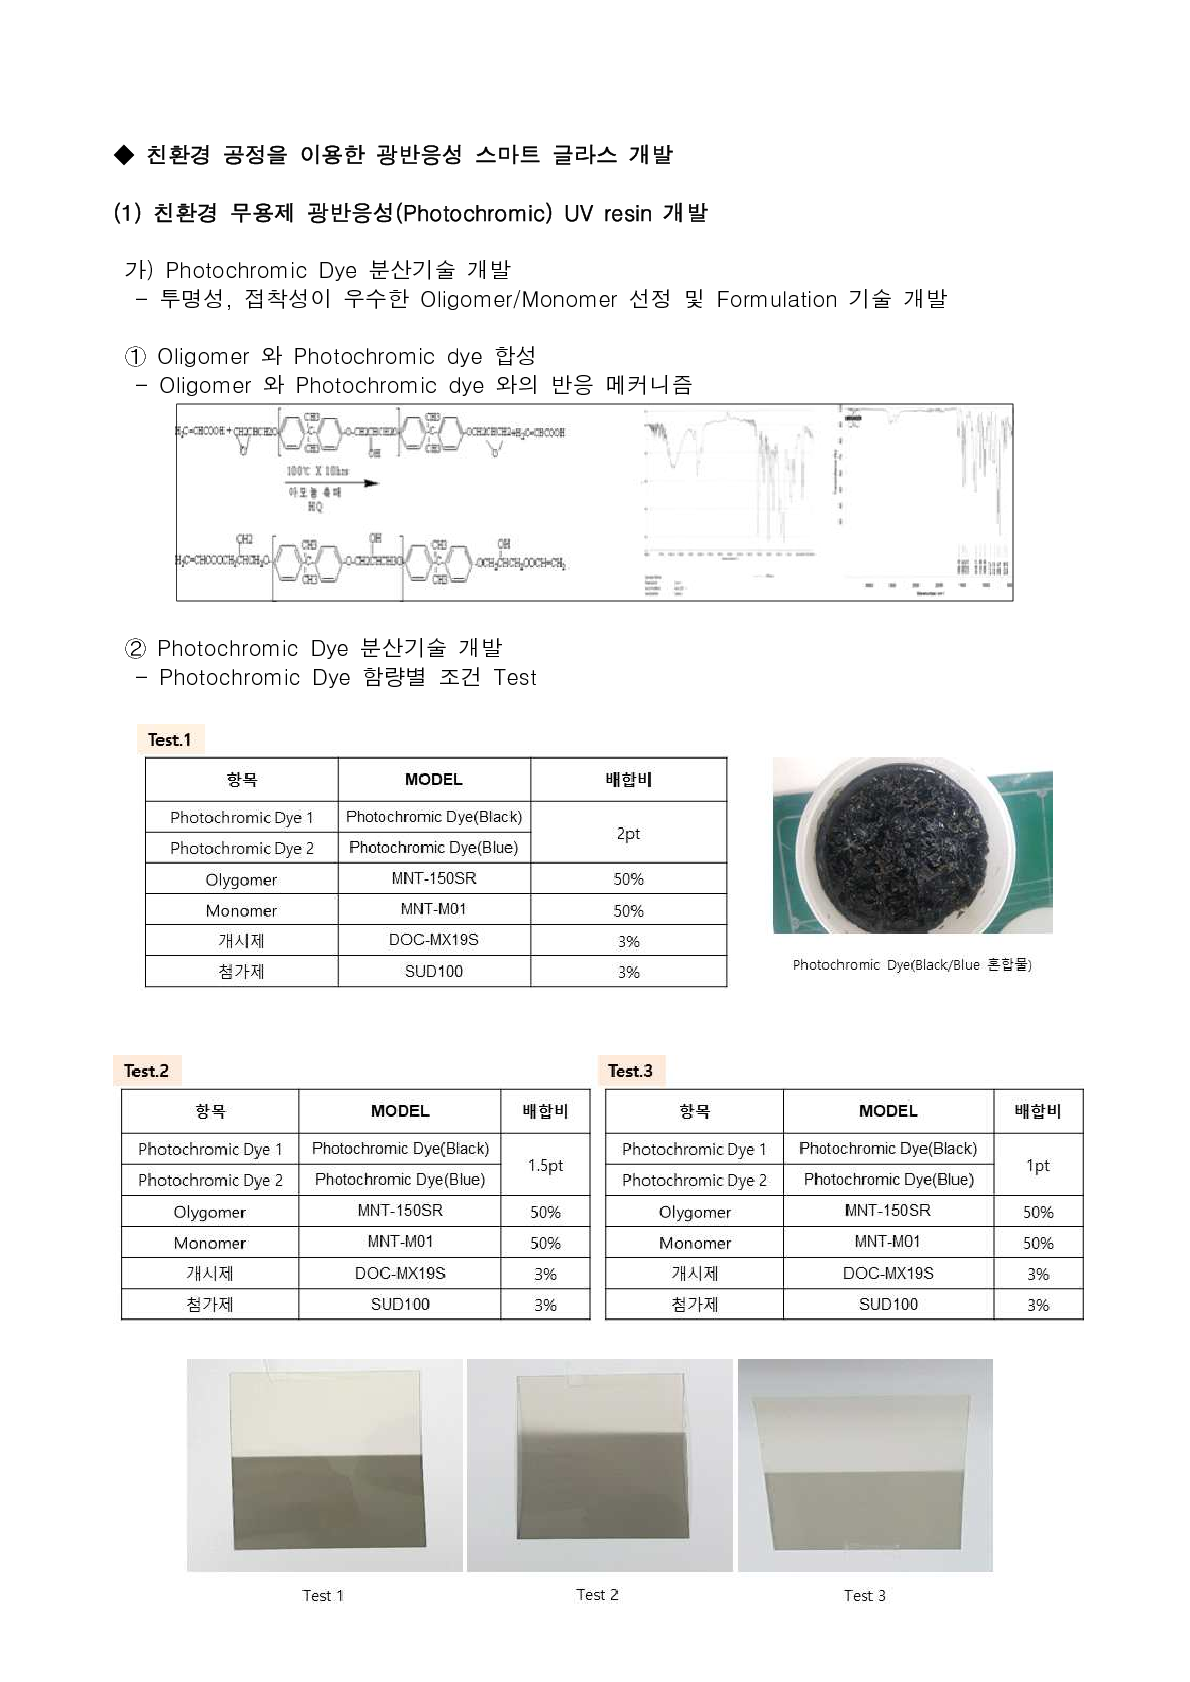 ◆ 친환경 공정을 이용한 광반응성 스마트 글라스 개발
(1) 친환경 무용제 광반응성(Photochromic) UV resin 개발
가) Photochromic Dye 분산기술 개발
- 투명성, 접착성이 우수한 Oligomer/Monomer 선정 및 Formulation 기술 개발
① Oligomer 와 Photochromic dye 합성
- Oligomer 와 Photochromic dye 와의 반응 메커니즘
100℃ X 10hrs
HQ
② Photochromic Dye 분산기술 개발
- Photochromic Dye 함량별 조건 Test
Test.1
항목 MODEL 배합비
Photochromic Dye 1 Photochromic Dye(Black) 2pt
Photochromic Dye 2 Photochromic Dye(Blue)
Olygomer MNT-150SR 50%
Monomer MNT-M01 50%
개시제 DOC-MX19S 3%
첨가제 SUD100 3%
Photochromic Dye(Black/Blue 혼합물)
Test.2
항목 MODEL 배합비
Photochromic Dye 1 Photochromic Dye(Black) 1.5pt
Photochromic Dye 2 Photochromic Dye(Blue)
Olygomer MNT-150SR 50%
Monomer MNT-M01 50%
개시제 DOC-MX19S 3%
첨가제 SUD100 3%
Test.3
항목 MODEL 배합비
Photochromic Dye 1 Photochromic Dye(Black) 1pt
Photochromic Dye 2 Photochromic Dye(Blue)
Olygomer MNT-150SR 50%
Monomer MNT-M01 50%
개시제 DOC-MX19S 3%
첨가제 SUD100 3%
Test 1
Test 2
Test 3